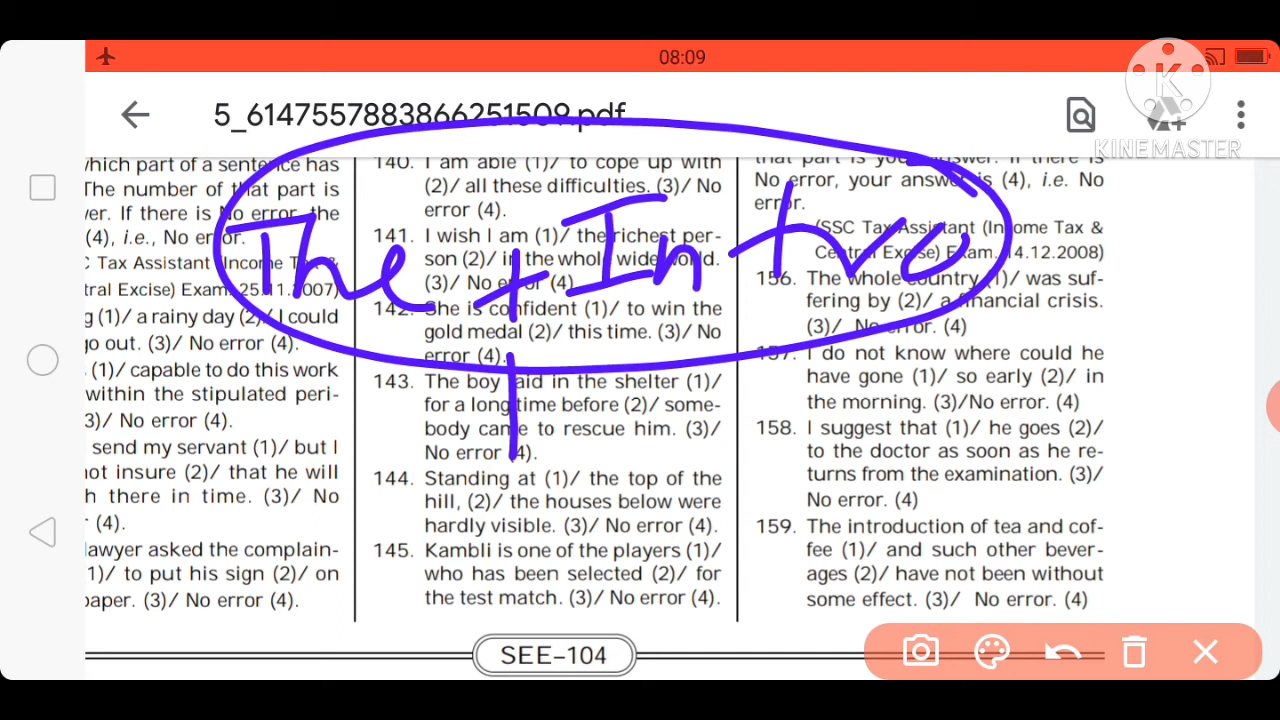 08:09
5_6147557883866251509.pdf
KINEMASTER
which part of a sentence has
The number of that part is
ver. If there is No error, the
(4), i.e., No error.
C Tax Assistant (Income Tax &
tral Excise) Exam. 25.11.2007)
g (1)/ a rainy day (2)/ I could
go out. (3)/ No error (4).
(1)/ capable to do this work
within the stipulated peri-
3)/ No error (4).
send my servant (1)/ but I
not insure (2)/ that he will
h there in time. (3)/ No
r (4).
lawyer asked the complain-
1)/ to put his sign (2)/ on
paper. (3)/ No error (4).
140. I am able (1)/ to cope up with
(2)/ all these difficulties. (3)/ No
error (4).
141. I wish I am (1)/ the richest per-
son (2)/ in the whole wide world.
(3)/ No error (4)
142. She is confident (1)/ to win the
gold medal (2)/ this time. (3)/ No
error (4).
143. The boy laid in the shelter (1)/
for a long time before (2)/ some-
body came to rescue him. (3)/
No error (4).
144. Standing at (1)/ the top of the
hill, (2)/ the houses below were
hardly visible. (3)/ No error (4).
145. Kambli is one of the players (1)/
who has been selected (2)/ for
the test match. (3)/ No error (4).
that part is your answer. If there is
No error, your answer is (4), i.e. No
error.
(SSC Tax Assistant (Income Tax &
Central Excise) Exam. 14.12.2008)
156. The whole country (1)/ was suf-
fering by (2)/ a financial crisis.
(3)/ No error. (4)
157. I do not know where could he
have gone (1)/ so early (2)/ in
the morning. (3)/No error. (4)
158. I suggest that (1)/ he goes (2)/
to the doctor as soon as he re-
turns from the examination. (3)/
No error. (4)
159. The introduction of tea and cof-
fee (1)/ and such other bever-
ages (2)/ have not been without
some effect. (3)/ No error. (4)
The + In + ve
SEE–104